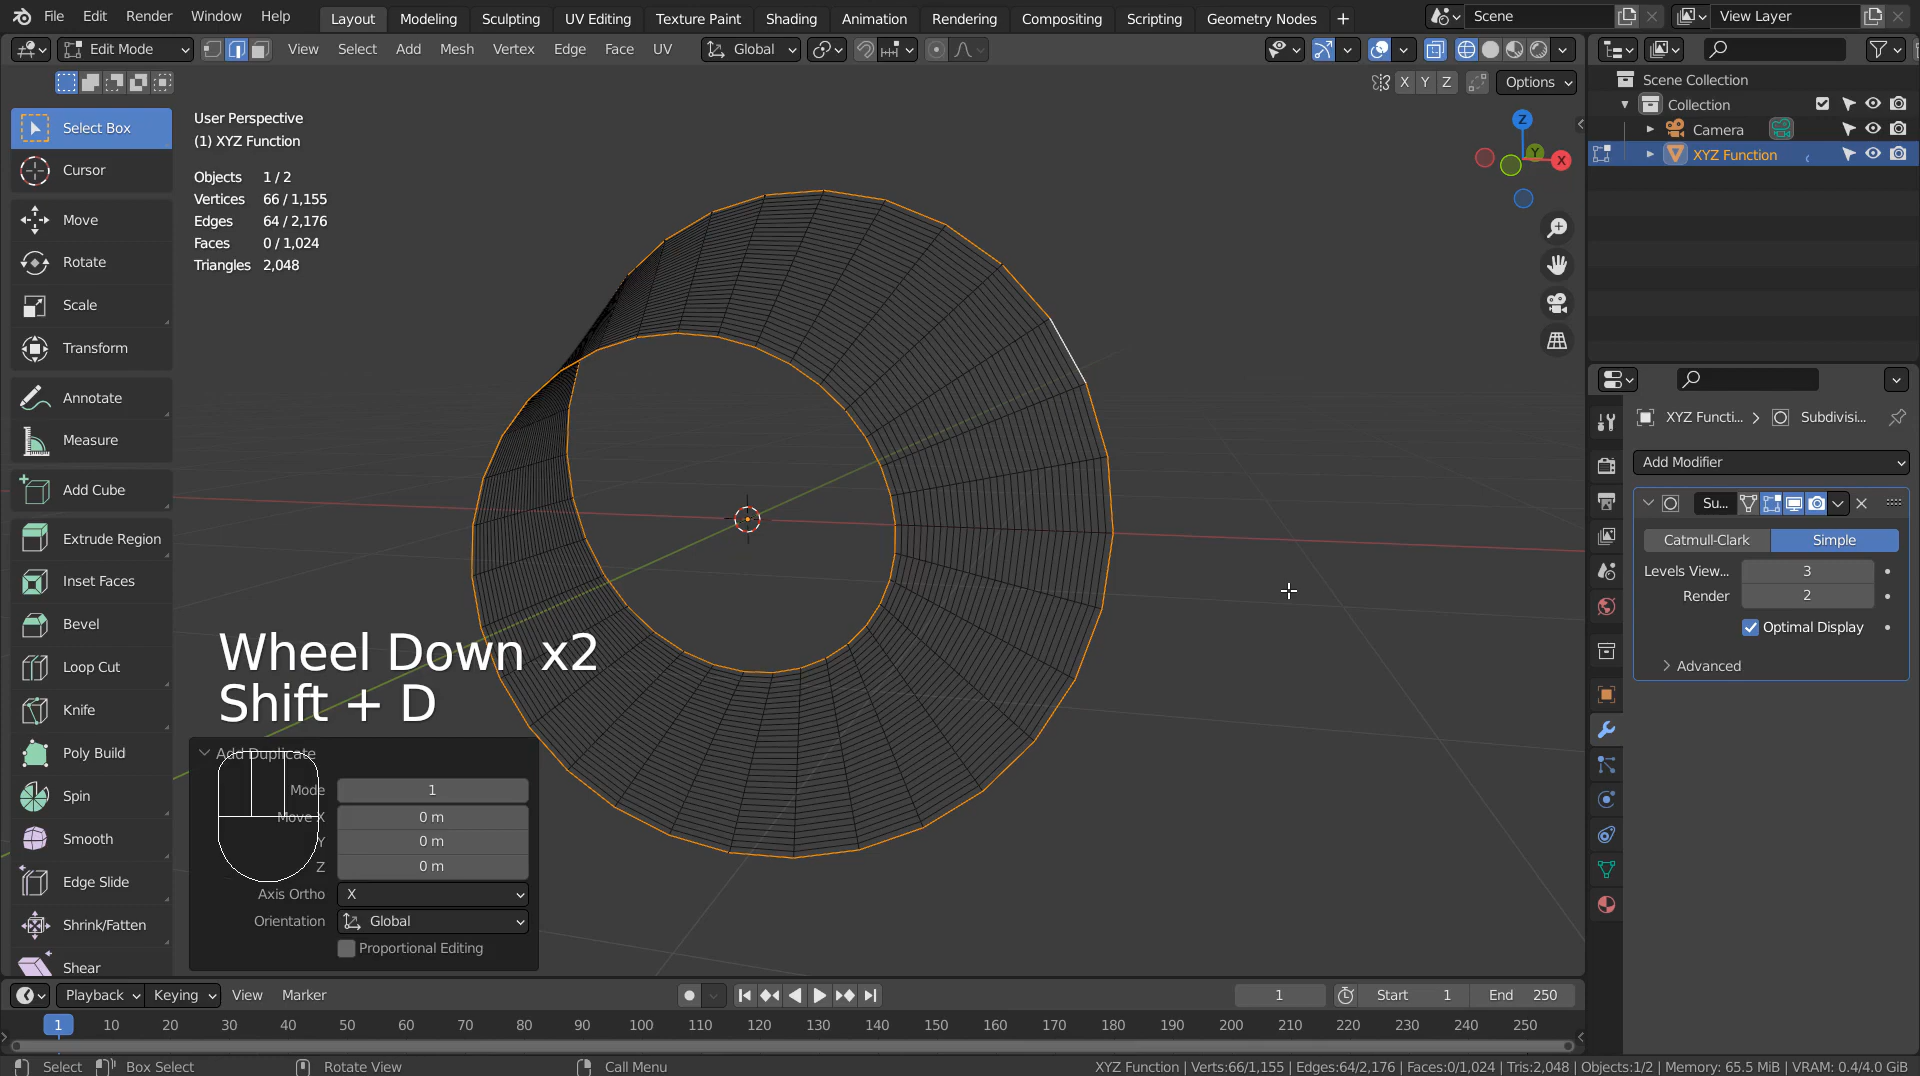 File Edit Render Window Help Layout Modeling Sculpting UV Editing Texture Paint Shading Animation Rendering Compositing Scripting Geometry Nodes + Scene View Layer
Edit Mode View Select Add Mesh Vertex Edge Face UV Global
X Y Z Options
Select Box
Cursor
Move
Rotate
Scale
Transform
Annotate
Measure
Add Cube
Extrude Region
Inset Faces
Bevel
Loop Cut
Knife
Poly Build
Spin
Smooth
Edge Slide
Shrink/Fatten
Shear
User Perspective
(1) XYZ Function
Objects 1 / 2
Vertices 66 / 1,155
Edges 64 / 2,176
Faces 0 / 1,024
Triangles 2,048
Z
Y
X
Wheel Down x2
Shift + D
Add Duplicate
Mode 1
Move X 0 m
Y 0 m
Z 0 m
Axis Ortho X
Orientation Global
Proportional Editing
Scene Collection
Collection
Camera
XYZ Function
XYZ Functi... > Subdivisi...
Add Modifier
Su...
Catmull-Clark Simple
Levels View... 3
Render 2
Optimal Display
Advanced
Playback Keying View Marker 1 Start 1 End 250
1 10 20 30 40 50 60 70 80 90 100 110 120 130 140 150 160 170 180 190 200 210 220 230 240 250
Select Box Select Rotate View Call Menu XYZ Function | Verts:66/1,155 | Edges:64/2,176 | Faces:0/1,024 | Tris:2,048 | Objects:1/2 | Memory: 65.5 MiB | VRAM: 0.4/4.0 GiB